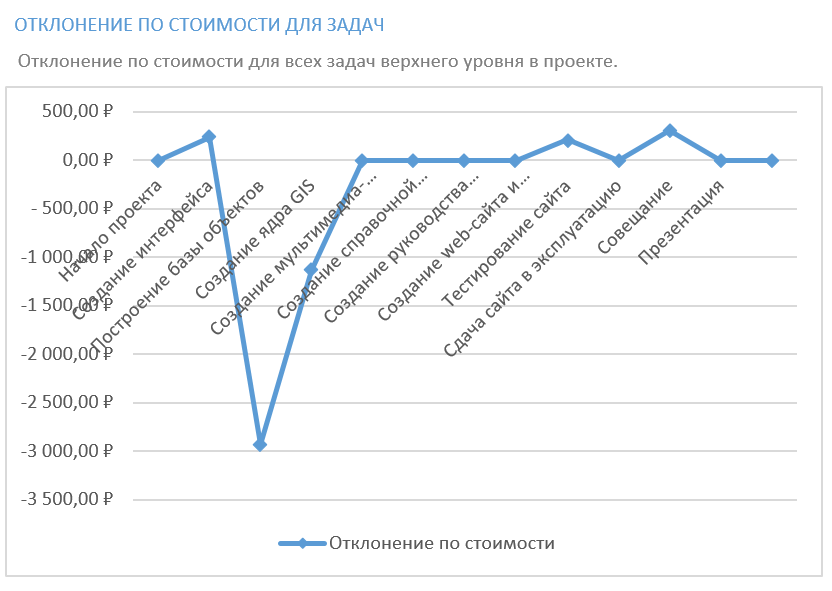 ОТКЛОНЕНИЕ ПО СТОИМОСТИ ДЛЯ ЗАДАЧ
Отклонение по стоимости для всех задач верхнего уровня в проекте.
500,00 ₽
0,00 ₽
- 500,00 ₽
-1 000,00 ₽
-1 500,00 ₽
-2 000,00 ₽
-2 500,00 ₽
-3 000,00 ₽
-3 500,00 ₽
Начало проекта
Создание интерфейса
Построение базы объектов
Создание ядра GIS
Создание мультимедиа-...
Создание справочной...
Создание руководства...
Создание web-сайта и...
Тестирование сайта
Сдача сайта в эксплуатацию
Совещание
Презентация
Отклонение по стоимости